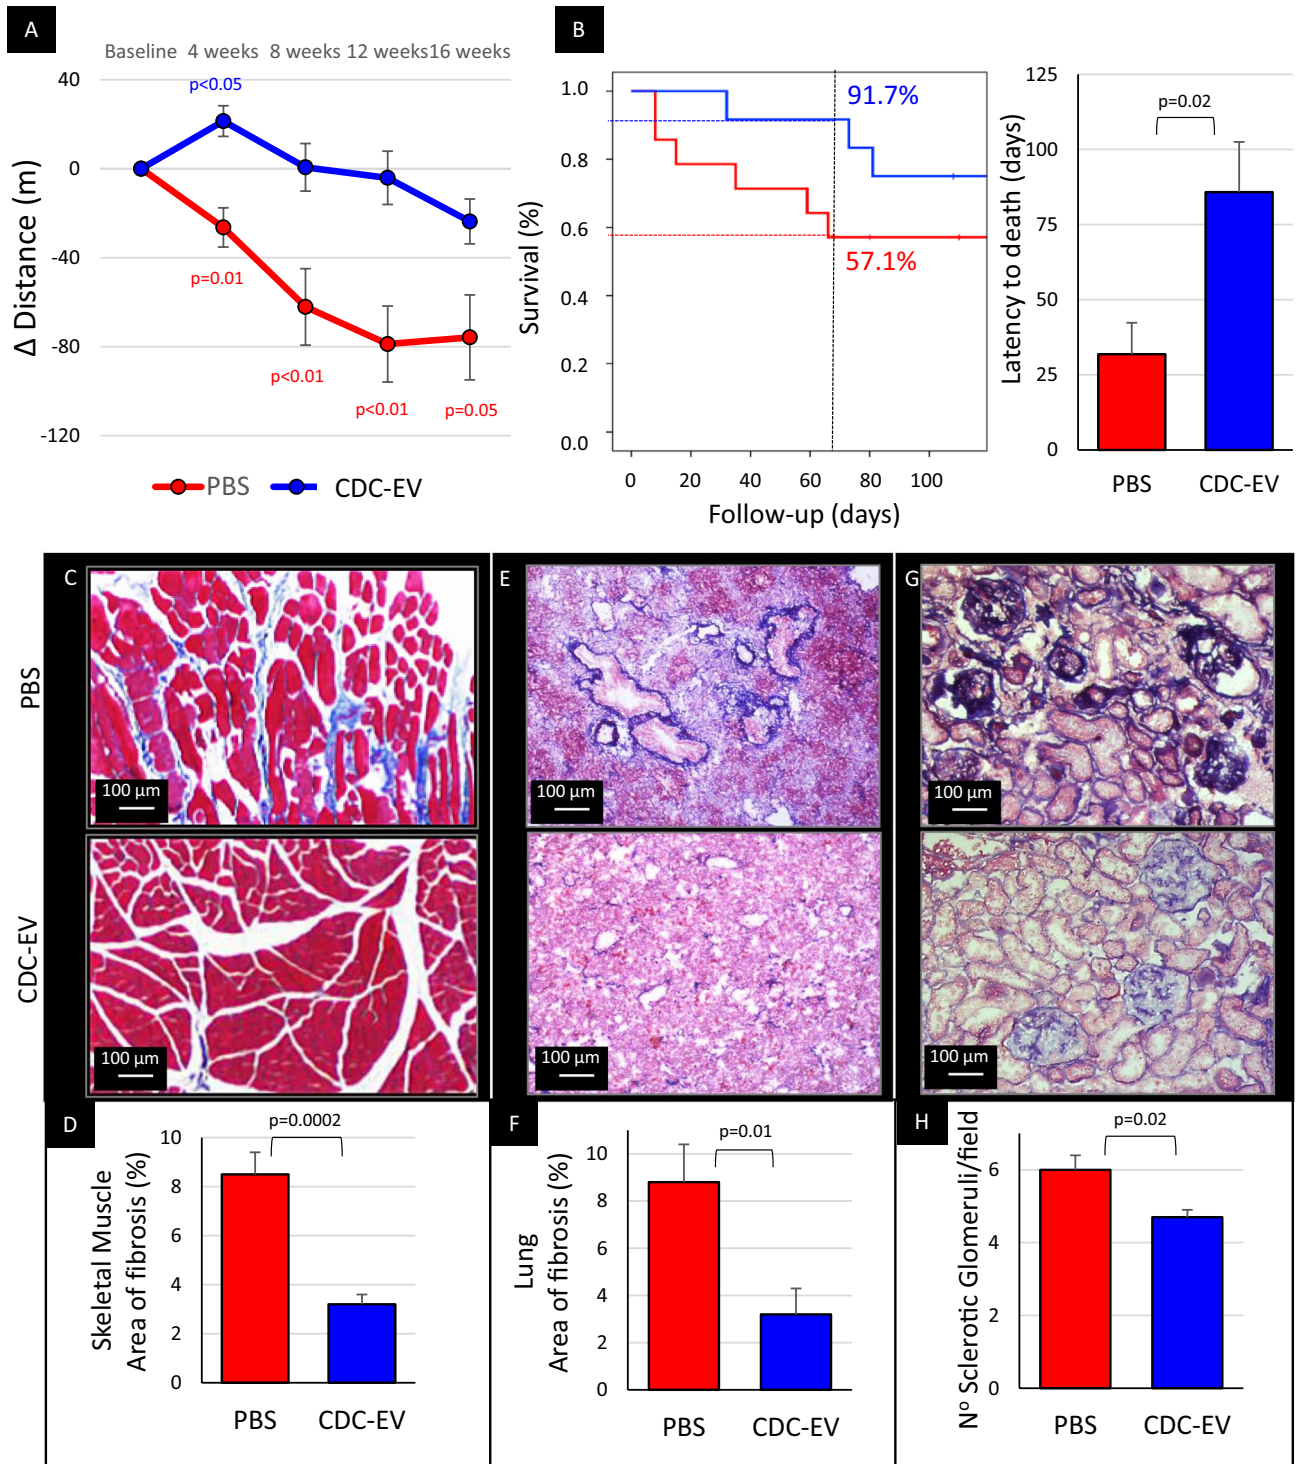 A
Baseline 4 weeks 8 weeks 12 weeks 16 weeks
40
0
-40
-80
-120
Δ Distance (m)
p<0.05
p=0.01
p<0.01
p<0.01
p=0.05
PBS CDC-EV
B
Survival (%)
1.0
0.8
0.6
0.4
0.2
0.0
91.7%
57.1%
0 20 40 60 80 100
Follow-up (days)
Latency to death (days)
125
100
75
50
25
0
p=0.02
PBS CDC-EV
PBS
CDC-EV
C
100 µm
100 µm
E
100 µm
100 µm
G
100 µm
100 µm
D
Skeletal Muscle
Area of fibrosis (%)
10
8
6
4
2
0
p=0.0002
PBS CDC-EV
F
Lung
Area of fibrosis (%)
10
8
6
4
2
0
p=0.01
PBS CDC-EV
H
Nº Sclerotic Glomeruli/field
6
4
2
0
p=0.02
PBS CDC-EV